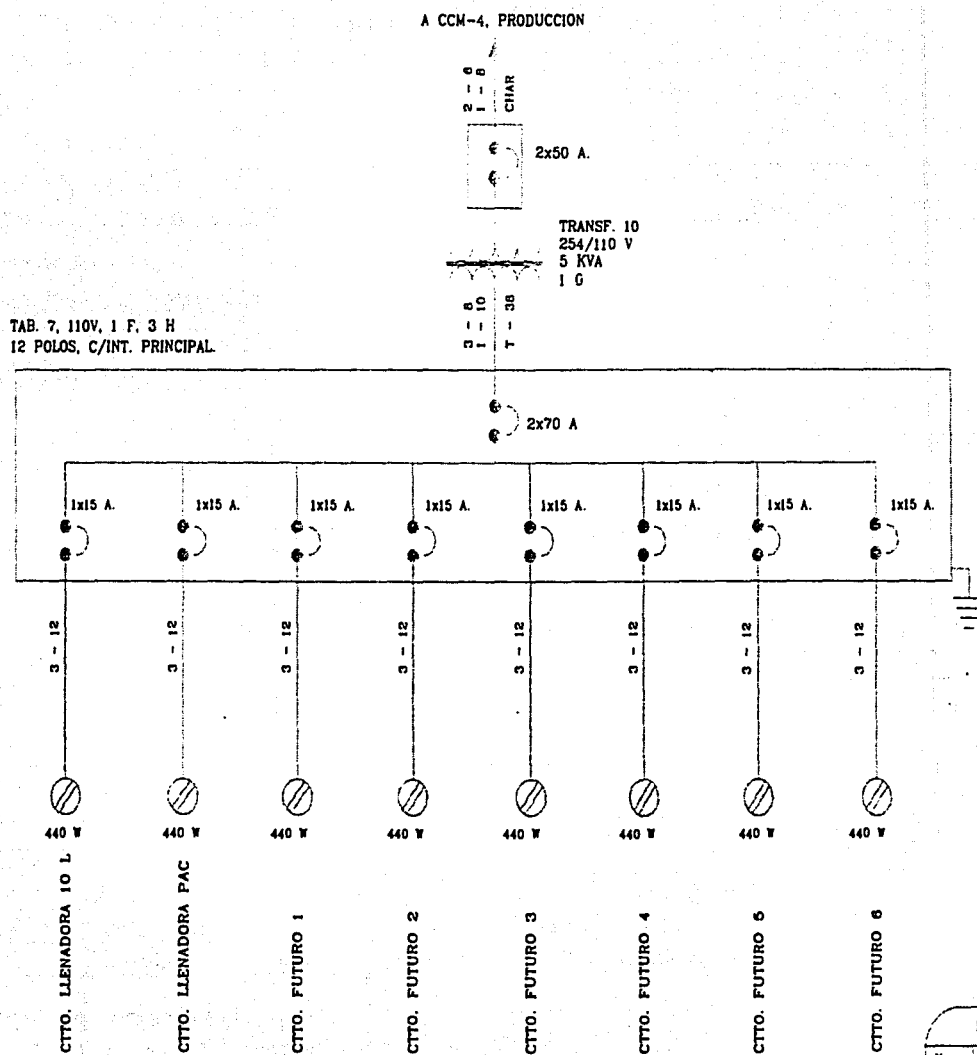 A CCM-4, PRODUCCION
2 - 6
1 - 8
CHAR
2x50 A.
TRANSF. 10
254/110 V
5 KVA
1 G
3 - 8
1 - 10
T - 38
TAB. 7, 110V, 1 F, 3 H
12 POLOS, C/INT. PRINCIPAL.
2x70 A
1x15 A.
1x15 A.
1x15 A.
1x15 A.
1x15 A.
1x15 A.
1x15 A.
1x15 A.
3 - 12
3 - 12
3 - 12
3 - 12
3 - 12
3 - 12
3 - 12
3 - 12
440 W
440 W
440 W
440 W
440 W
440 W
440 W
440 W
CTTO. LLENADORA 10 L
CTTO. LLENADORA PAC
CTTO. FUTURO 1
CTTO. FUTURO 2
CTTO. FUTURO 3
CTTO. FUTURO 4
CTTO. FUTURO 5
CTTO. FUTURO 6